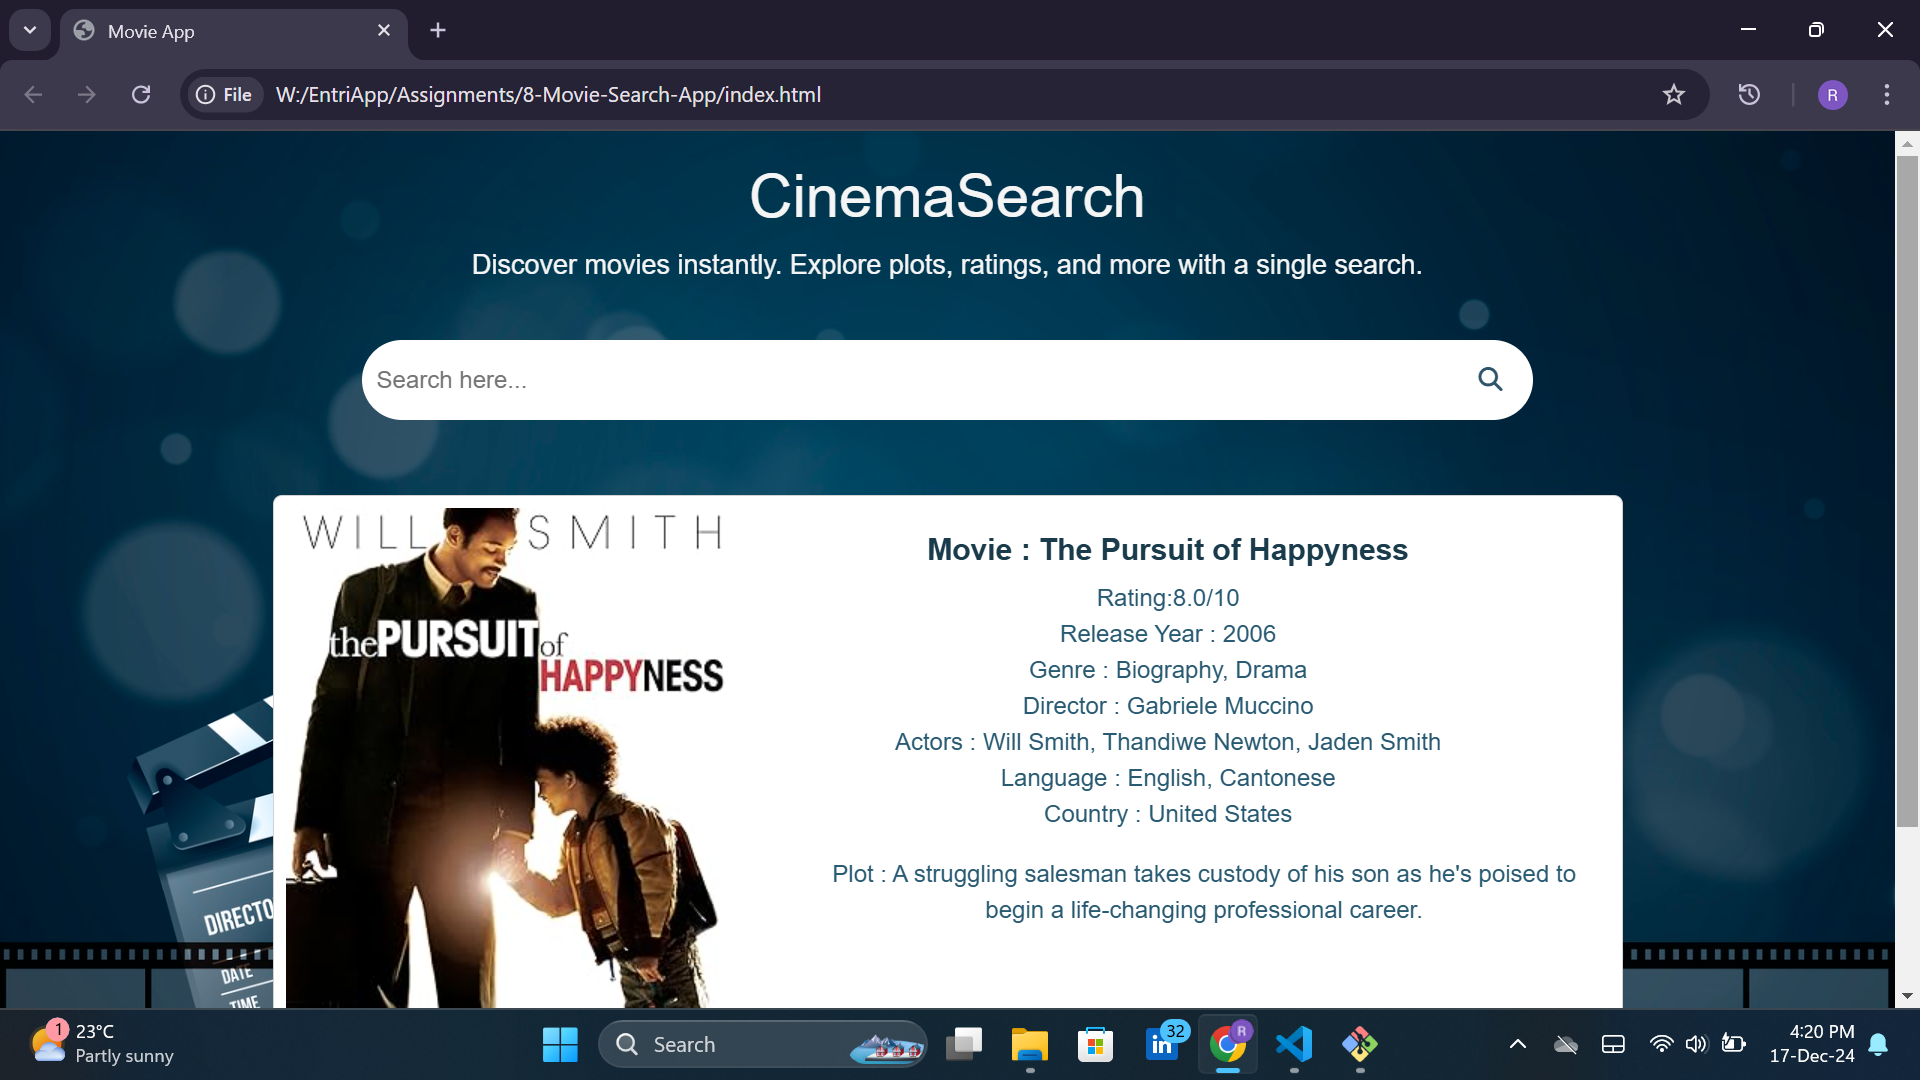 Movie App
File
W:/EntriApp/Assignments/8-Movie-Search-App/index.html
R
CinemaSearch
Discover movies instantly. Explore plots, ratings, and more with a single search.
Search here...
WILL SMITH
the PURSUIT of
HAPPYNESS
Movie : The Pursuit of Happyness
Rating:8.0/10
Release Year : 2006
Genre : Biography, Drama
Director : Gabriele Muccino
Actors : Will Smith, Thandiwe Newton, Jaden Smith
Language : English, Cantonese
Country : United States
Plot : A struggling salesman takes custody of his son as he's poised to
begin a life-changing professional career.
DIRECTO
DATE
TIME
1
23°C
Partly sunny
Search
32
in
R
4:20 PM
17-Dec-24